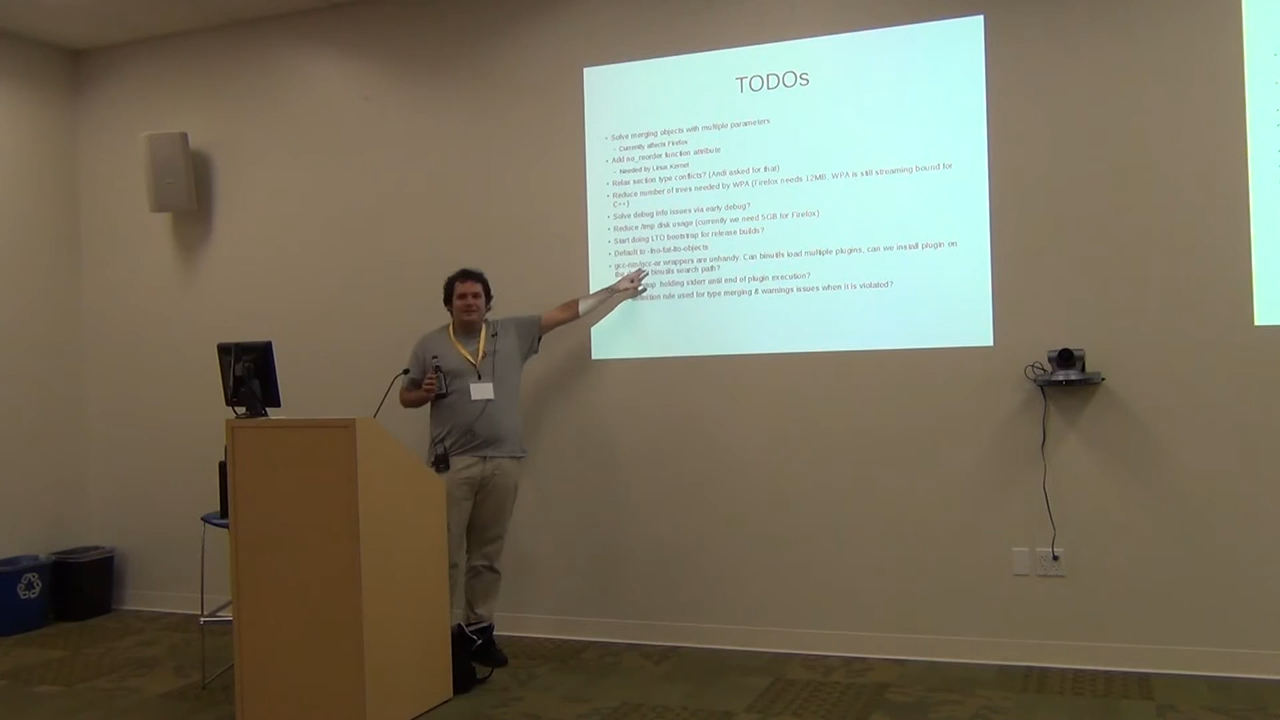 TODOs
• Solve merging objects with multiple parameters
– Currently affects Firefox
• Add no_reorder function attribute
– Needed by Linux Kernel
• Relax section type conflicts? (Andi asked for that)
• Reduce number of trees needed by WPA (Firefox needs 12MB, WPA is still streaming bound for
C++)
• Solve debug info issues via early debug?
• Reduce /tmp disk usage (currently we need 5GB for Firefox)
• Start doing LTO bootstrap for release builds?
• Default to -fno-fat-lto-objects
• gcc-nm/gcc-ar wrappers are unhandy. Can binutils load multiple plugins, can we install plugin on
the binutils search path?
stop holding stderr until end of plugin execution?
definition rule used for type merging & warnings issues when it is violated?